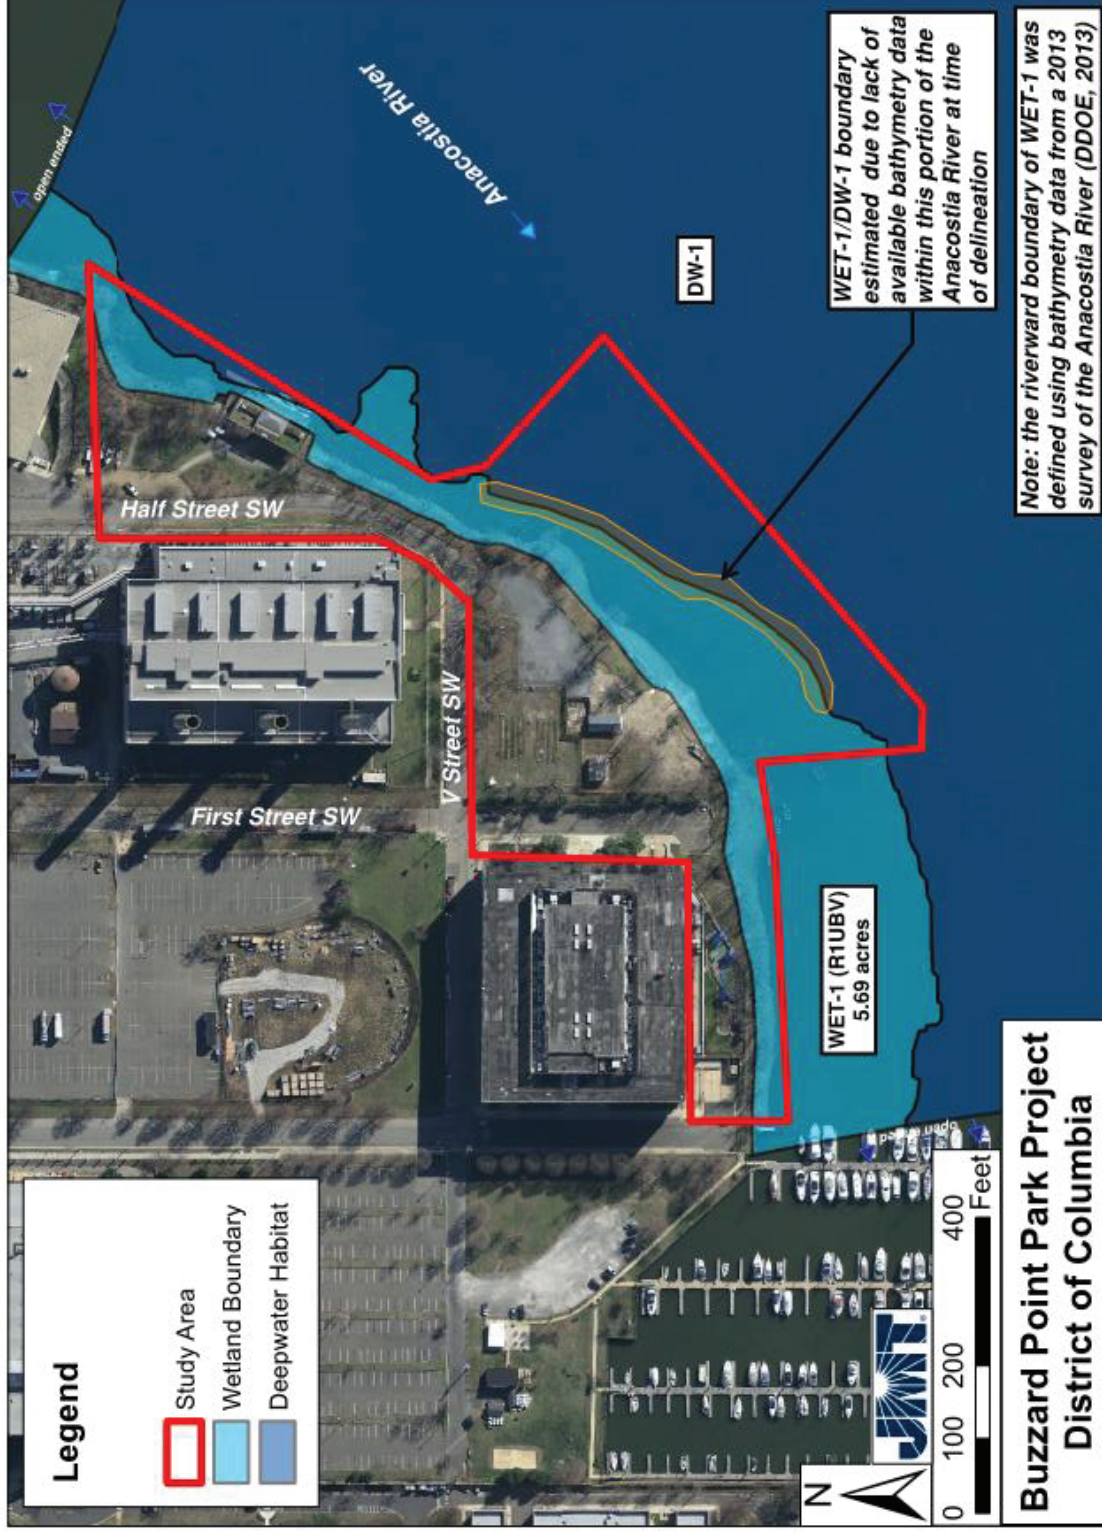 Legend
Study Area
Wetland Boundary
Deepwater Habitat
open ended
Anacostia River
Half Street SW
V Street SW
First Street SW
DW-1
WET-1/DW-1 boundary
estimated due to lack of
available bathymetry data
within this portion of the
Anacostia River at time
of delineation
Note: the riverward boundary of WET-1 was
defined using bathymetry data from a 2013
survey of the Anacostia River (DDOE, 2013)
WET-1 (R1UBV)
5.69 acres
open ended
N
JMT
0 100 200 400
Feet
Buzzard Point Park Project
District of Columbia